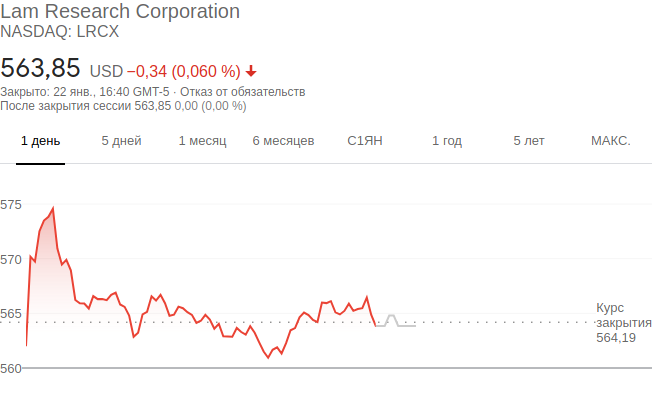 Lam Research Corporation
NASDAQ: LRCX
563,85 USD −0,34 (0,060 %)
Закрыто: 22 янв., 16:40 GMT-5 · Отказ от обязательств
После закрытия сессии 563,85 0,00 (0,00 %)
1 день 5 дней 1 месяц 6 месяцев С1ЯН 1 год 5 лет МАКС.
575
570
565
Курс
закрытия
564,19
560